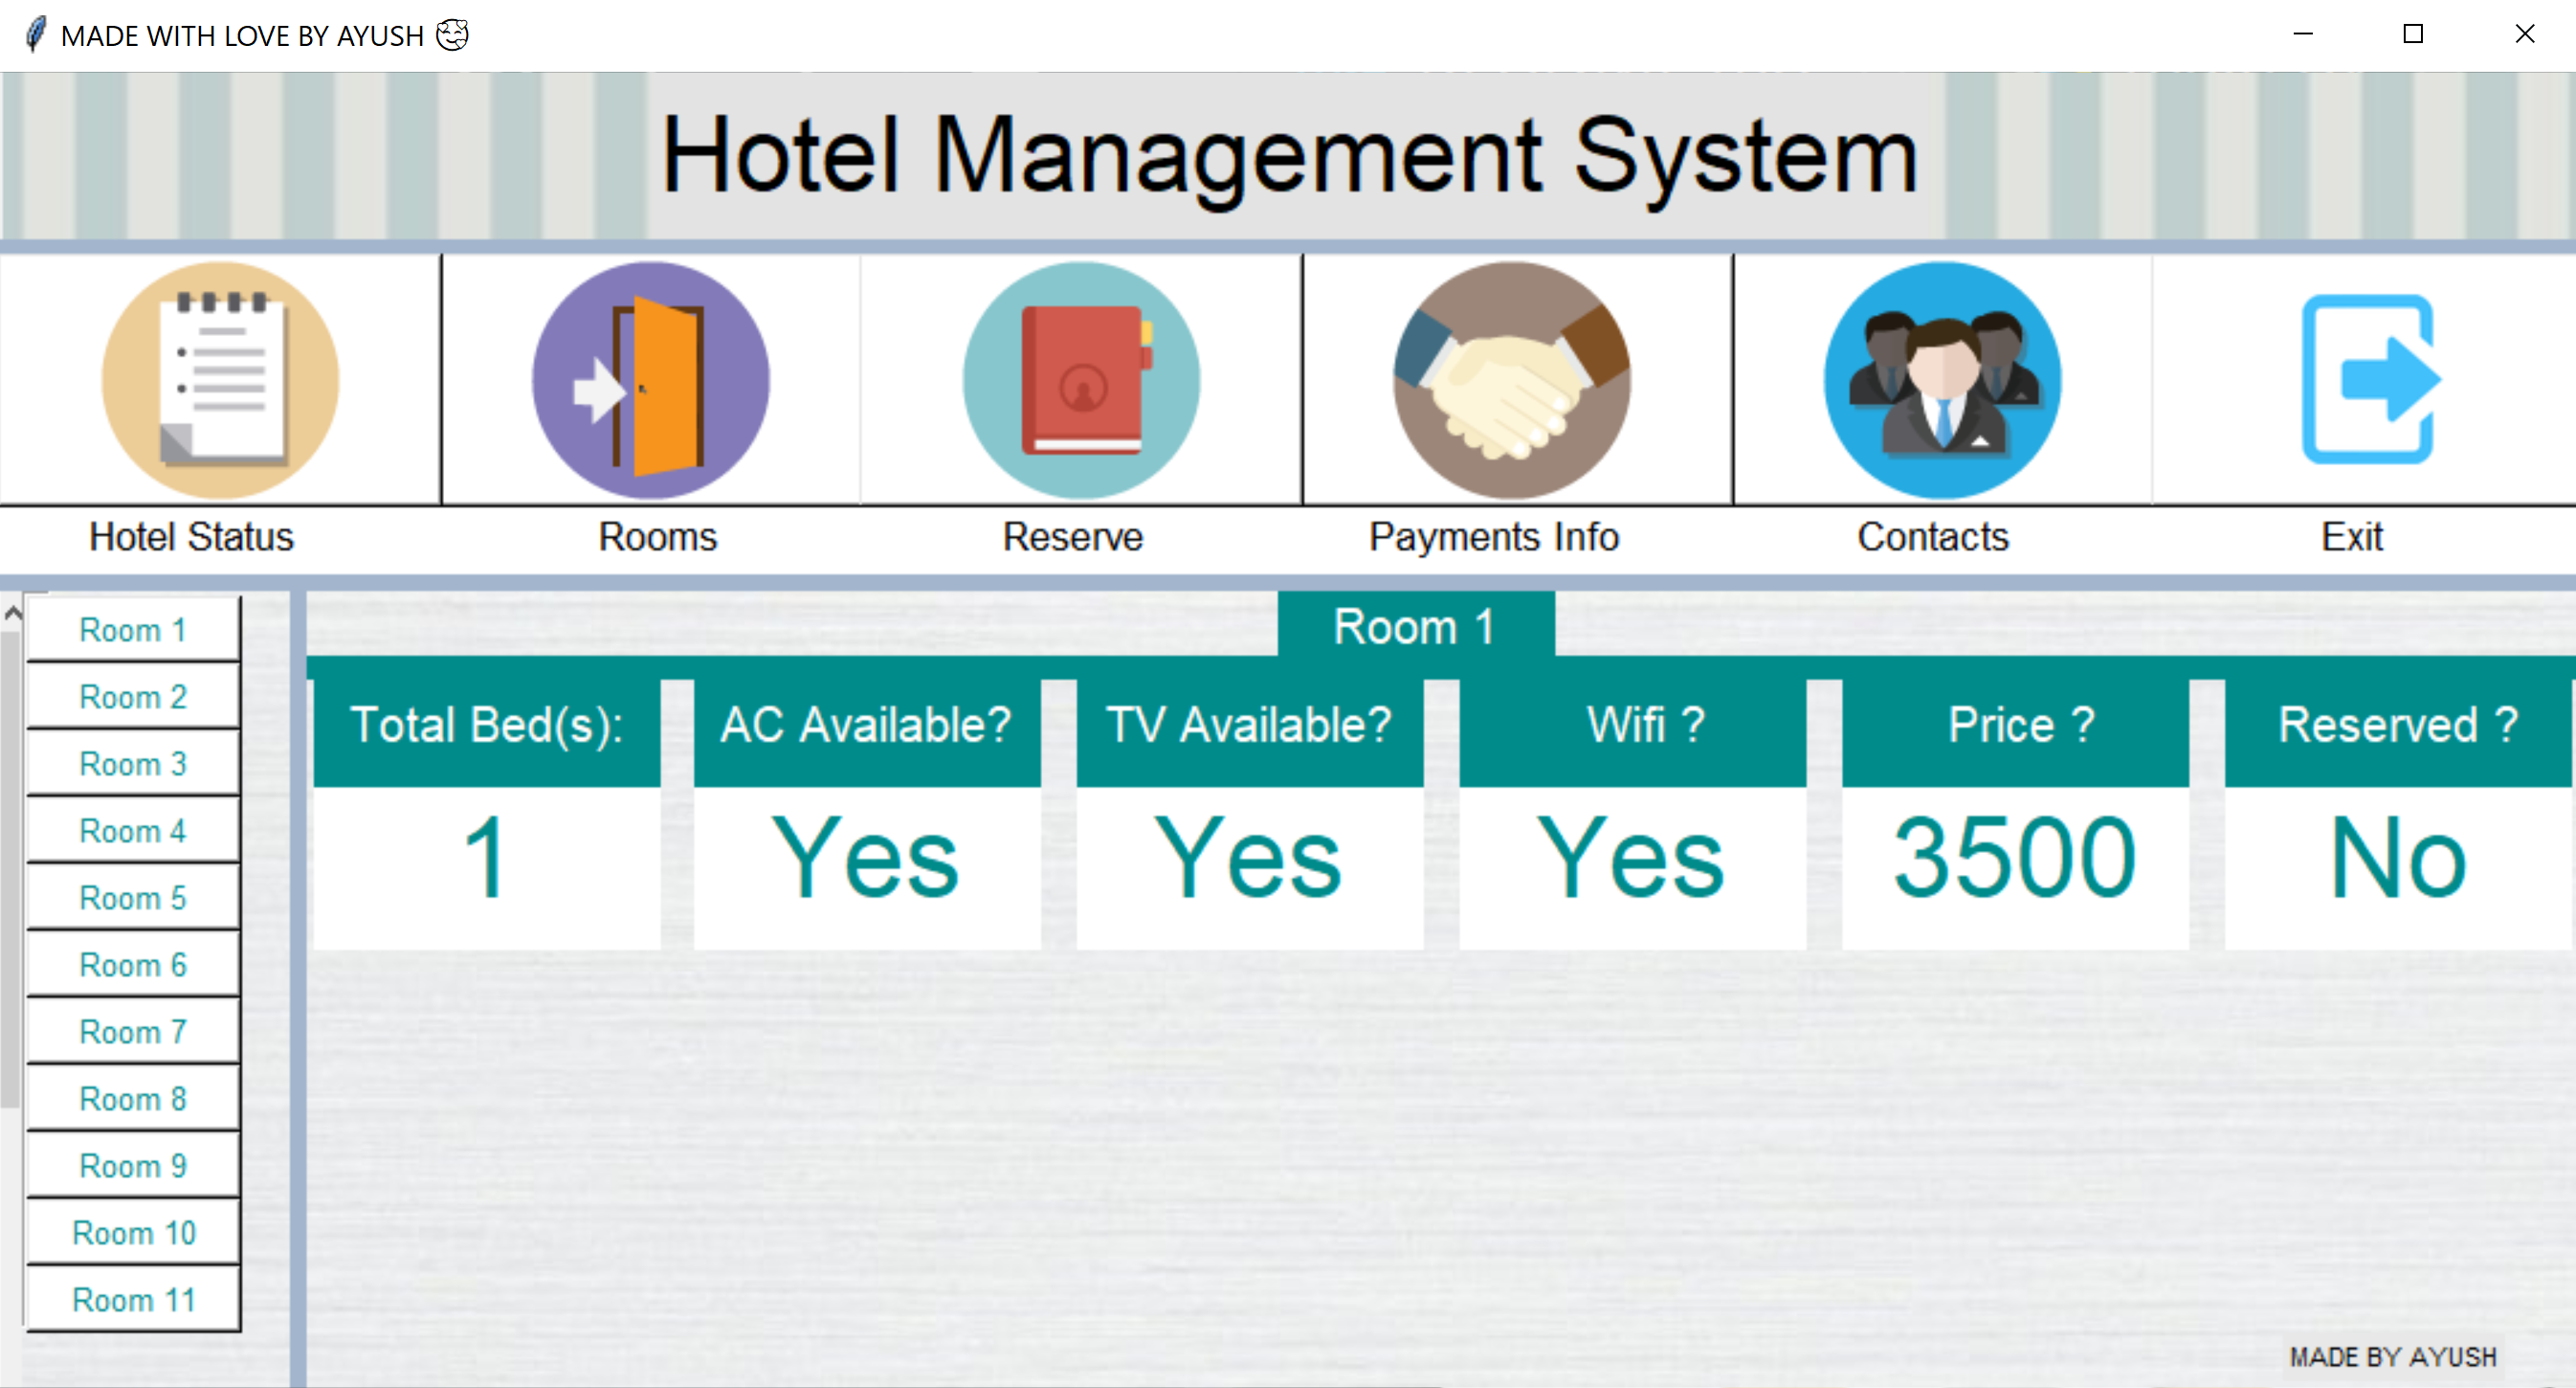 MADE WITH LOVE BY AYUSH 🥰
Hotel Management System
Hotel Status
Rooms
Reserve
Payments Info
Contacts
Exit
Room 1
Room 2
Room 3
Room 4
Room 5
Room 6
Room 7
Room 8
Room 9
Room 10
Room 11
Room 1
Total Bed(s): AC Available? TV Available? Wifi ? Price ? Reserved ?
1 Yes Yes Yes 3500 No
MADE BY AYUSH